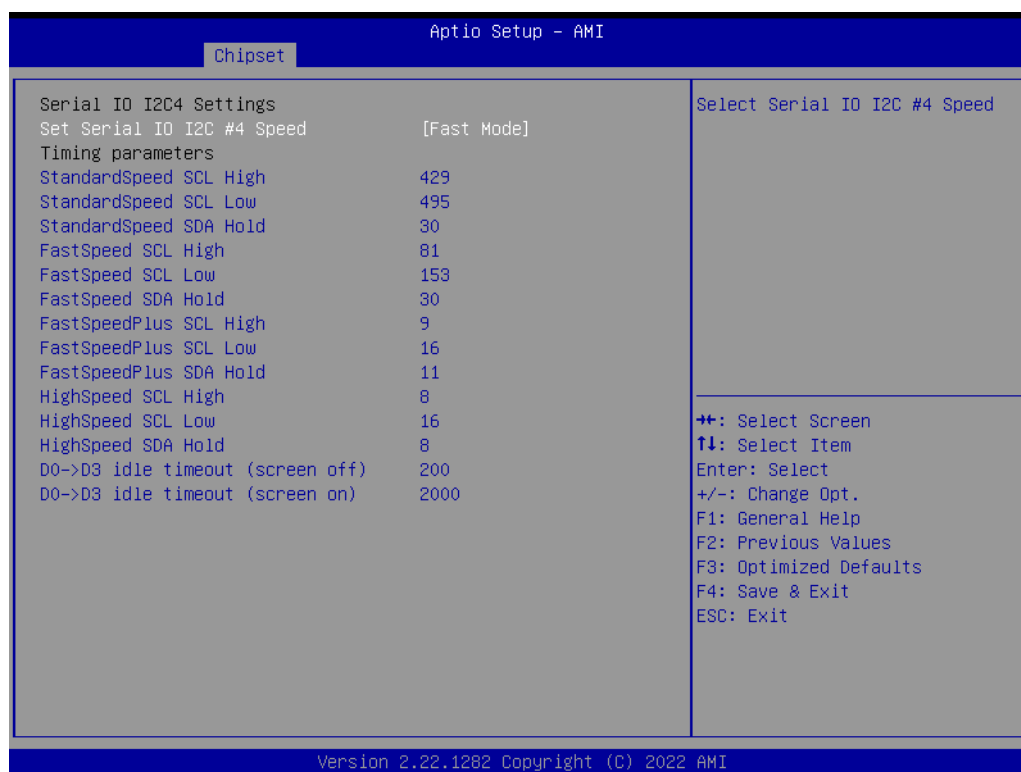 Aptio Setup – AMI
Chipset
Serial IO I2C4 Settings
Set Serial IO I2C #4 Speed [Fast Mode]
Timing parameters
StandardSpeed SCL High 429
StandardSpeed SCL Low 495
StandardSpeed SDA Hold 30
FastSpeed SCL High 81
FastSpeed SCL Low 153
FastSpeed SDA Hold 30
FastSpeedPlus SCL High 9
FastSpeedPlus SCL Low 16
FastSpeedPlus SDA Hold 11
HighSpeed SCL High 8
HighSpeed SCL Low 16
HighSpeed SDA Hold 8
D0->D3 idle timeout (screen off) 200
D0->D3 idle timeout (screen on) 2000
Select Serial IO I2C #4 Speed
→←: Select Screen
↑↓: Select Item
Enter: Select
+/-: Change Opt.
F1: General Help
F2: Previous Values
F3: Optimized Defaults
F4: Save & Exit
ESC: Exit
Version 2.22.1282 Copyright (C) 2022 AMI